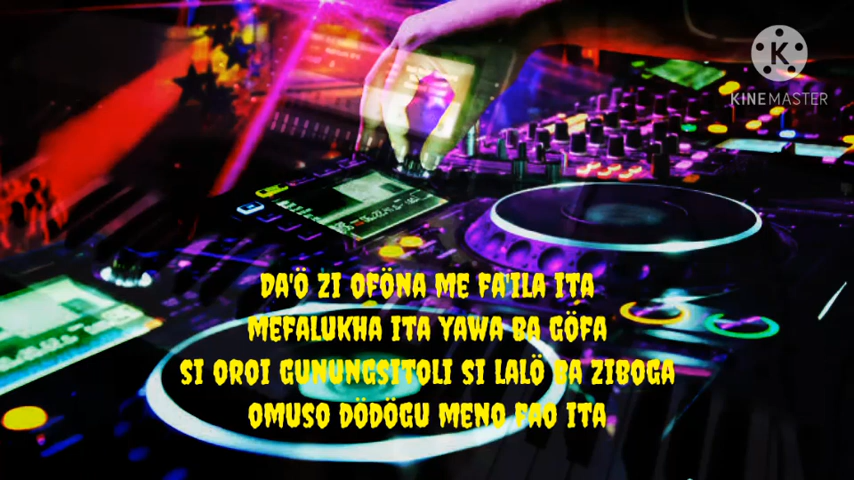 KINEMASTER
DA'Ö ZI OFÖNA ME FA'ILA ITA
MEFALUKHA ITA YAWA BA GÖFA
SI OROI GUNUNGSITOLI SI LALÖ BA ZIBOGA
OMUSO DÖDÖGU MENO FAO ITA